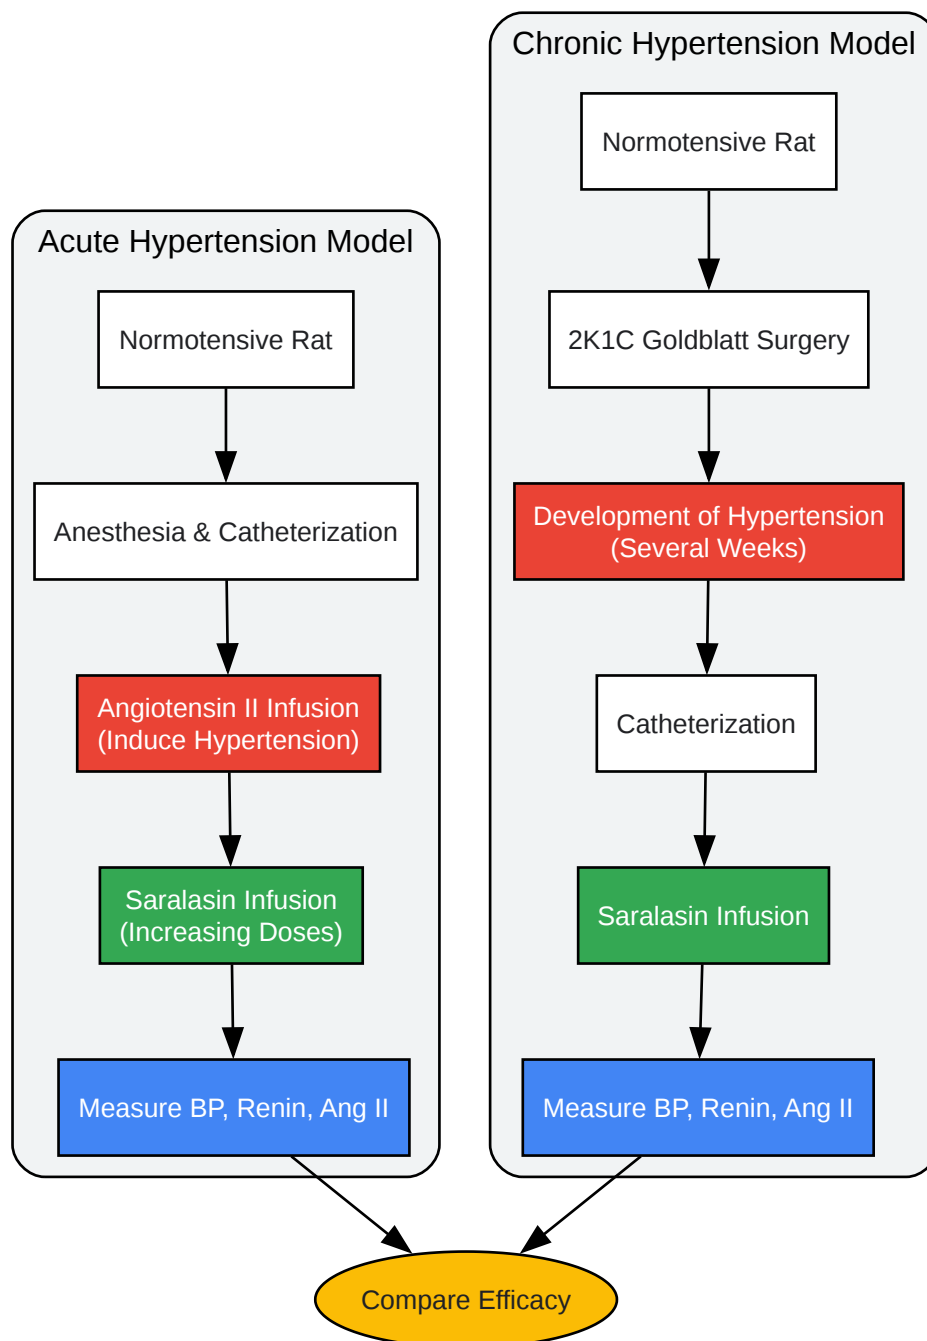 Acute Hypertension Model
Normotensive Rat
Anesthesia & Catheterization
Angiotensin II Infusion
(Induce Hypertension)
Saralasin Infusion
(Increasing Doses)
Measure BP, Renin, Ang II
Chronic Hypertension Model
Normotensive Rat
2K1C Goldblatt Surgery
Development of Hypertension
(Several Weeks)
Catheterization
Saralasin Infusion
Measure BP, Renin, Ang II
Compare Efficacy